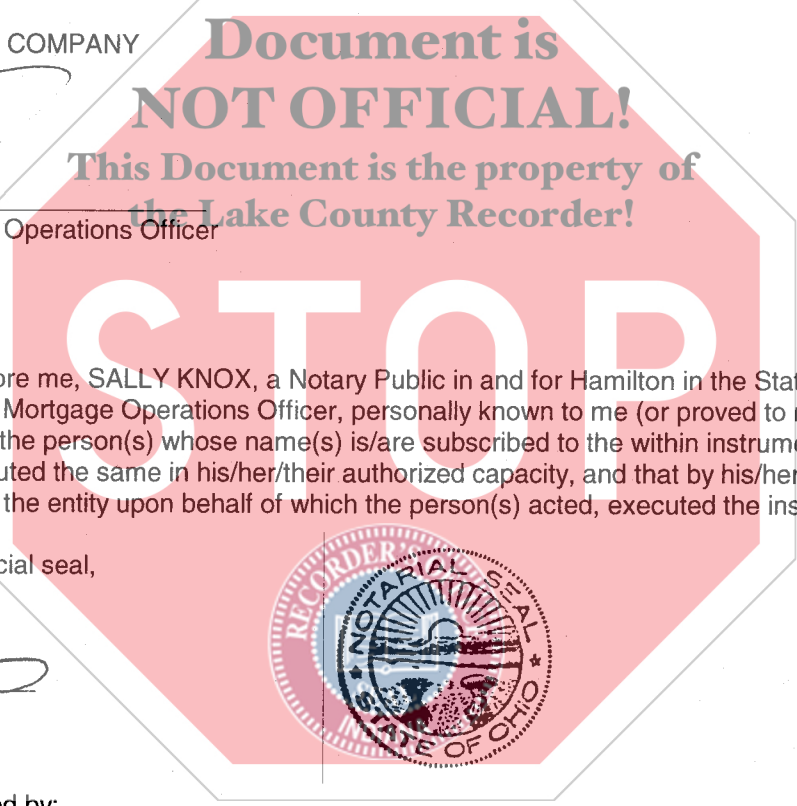 COMPANY
Document is
NOT OFFICIAL!
This Document is the property of
the Lake County Recorder!
Operations Officer
STOP
ore me, SALLY KNOX, a Notary Public in and for Hamilton in the Stat
Mortgage Operations Officer, personally known to me (or proved to
the person(s) whose name(s) is/are subscribed to the within instrume
uted the same in his/her/their authorized capacity, and that by his/her
the entity upon behalf of which the person(s) acted, executed the ins
cial seal,
RECORDER'S
NOTARIAL SEAL
STATE OF OHIO
ed by: